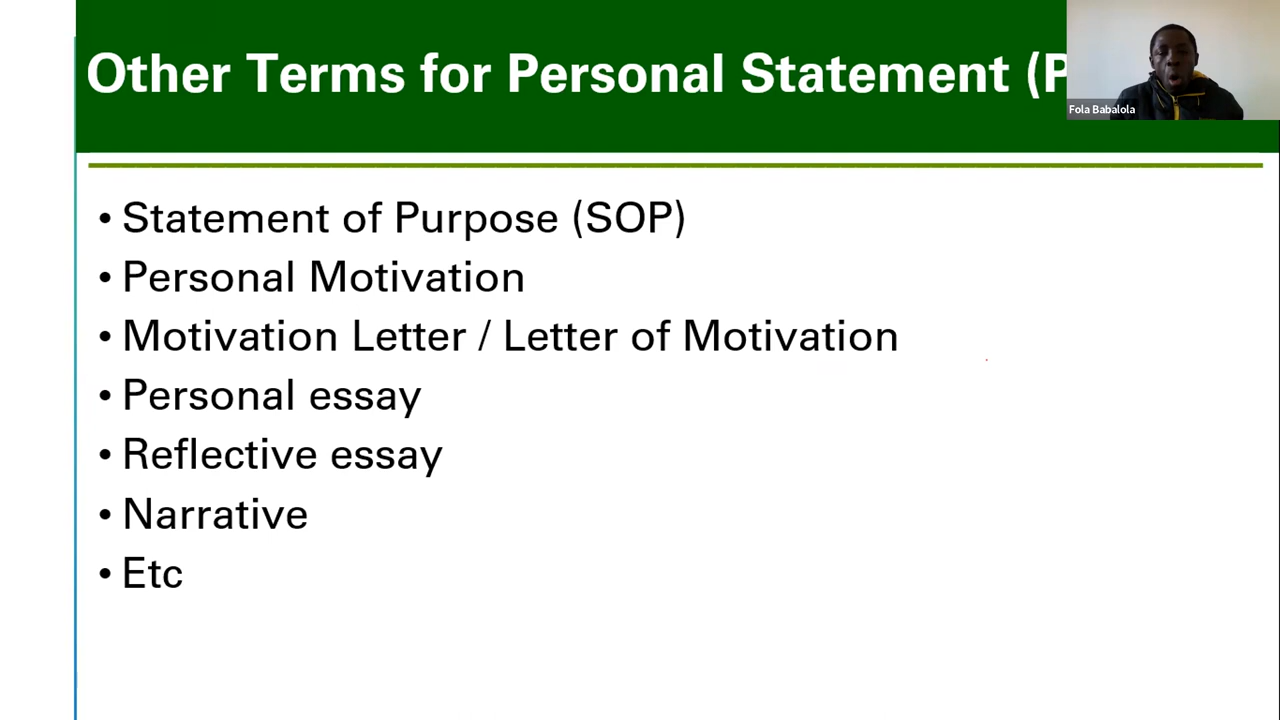 Other Terms for Personal Statement (P
Fola Babalola
• Statement of Purpose (SOP)
• Personal Motivation
• Motivation Letter / Letter of Motivation
• Personal essay
• Reflective essay
• Narrative
• Etc